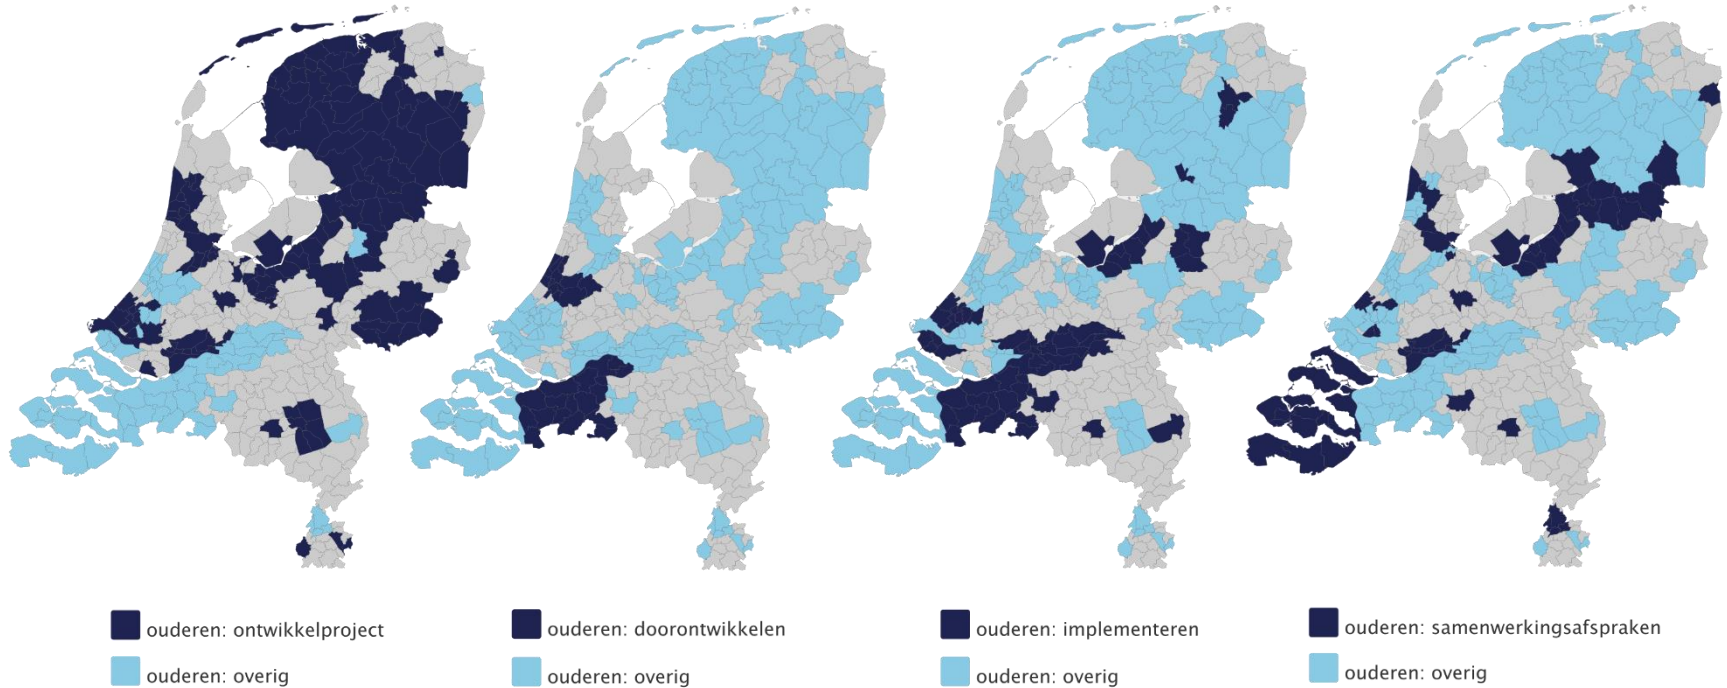 ouderen: ontwikkelproject
ouderen: overig
ouderen: doorontwikkelen
ouderen: overig
ouderen: implementeren
ouderen: overig
ouderen: samenwerkingsafspraken
ouderen: overig